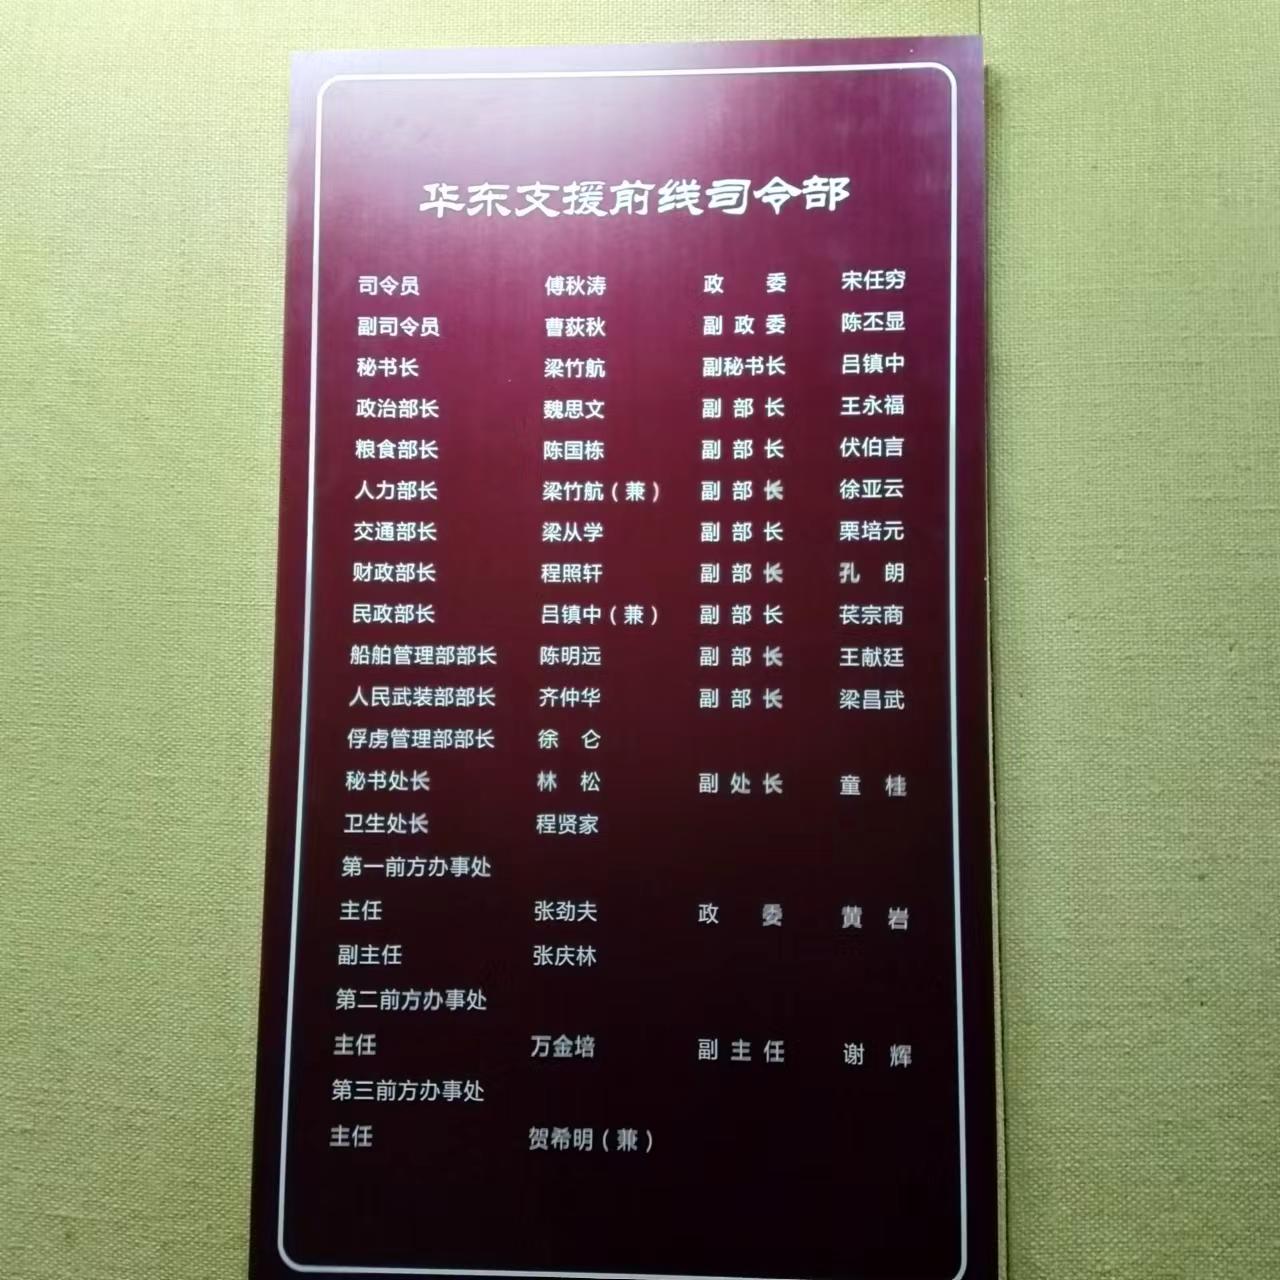 华东支援前线司令部
司令员 傅秋涛 政委 宋任穷
副司令员 曹荻秋 副政委 陈丕显
秘书长 梁竹航 副秘书长 吕镇中
政治部长 魏思文 副部长 王永福
粮食部长 陈国栋 副部长 伏伯言
人力部长 梁竹航（兼） 副部长 徐亚云
交通部长 梁从学 副部长 栗培元
财政部长 程照轩 副部长 孔朗
民政部长 吕镇中（兼） 副部长 苌宗商
船舶管理部部长 陈明远 副部长 王献廷
人民武装部部长 齐仲华 副部长 梁昌武
俘虏管理部部长 徐仑
秘书处长 林松 副处长 童桂
卫生处长 程贤家
第一前方办事处
主任 张劲夫 政委 黄岩
副主任 张庆林
第二前方办事处
主任 万金培 副主任 谢辉
第三前方办事处
主任 贺希明（兼）